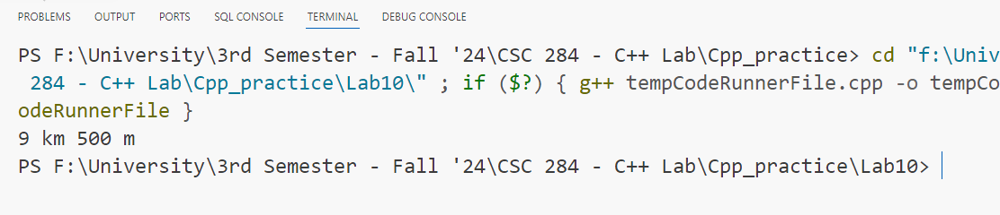 PROBLEMS OUTPUT PORTS SQL CONSOLE TERMINAL DEBUG CONSOLE
PS F:\University\3rd Semester - Fall '24\CSC 284 - C++ Lab\Cpp_practice> cd "f:\Univ
284 - C++ Lab\Cpp_practice\Lab10\" ; if ($?) { g++ tempCodeRunnerFile.cpp -o tempCo
odeRunnerFile }
9 km 500 m
PS F:\University\3rd Semester - Fall '24\CSC 284 - C++ Lab\Cpp_practice\Lab10>